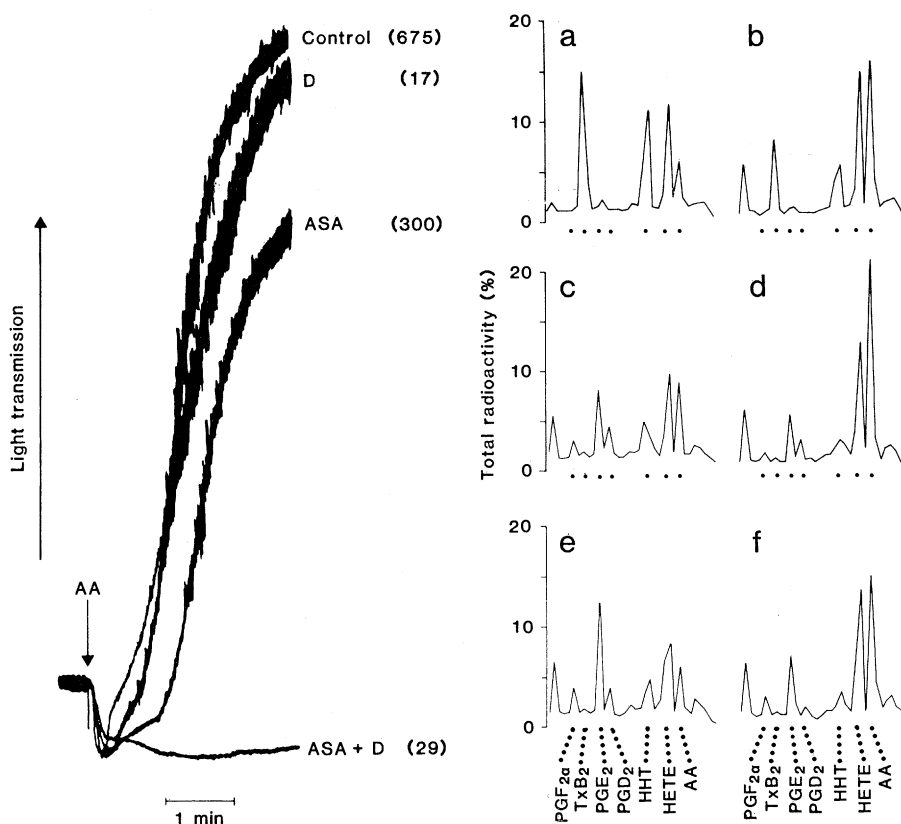 Control (675)
D (17)
ASA (300)
Light transmission
AA
ASA + D (29)
1 min
Total radioactivity (%)
a
b
20
10
0
c
d
20
10
0
e
f
20
10
0
PGF2α
TxB2
PGE2
PGD2
HHT
HETE
AA
PGF2α
TxB2
PGE2
PGD2
HHT
HETE
AA